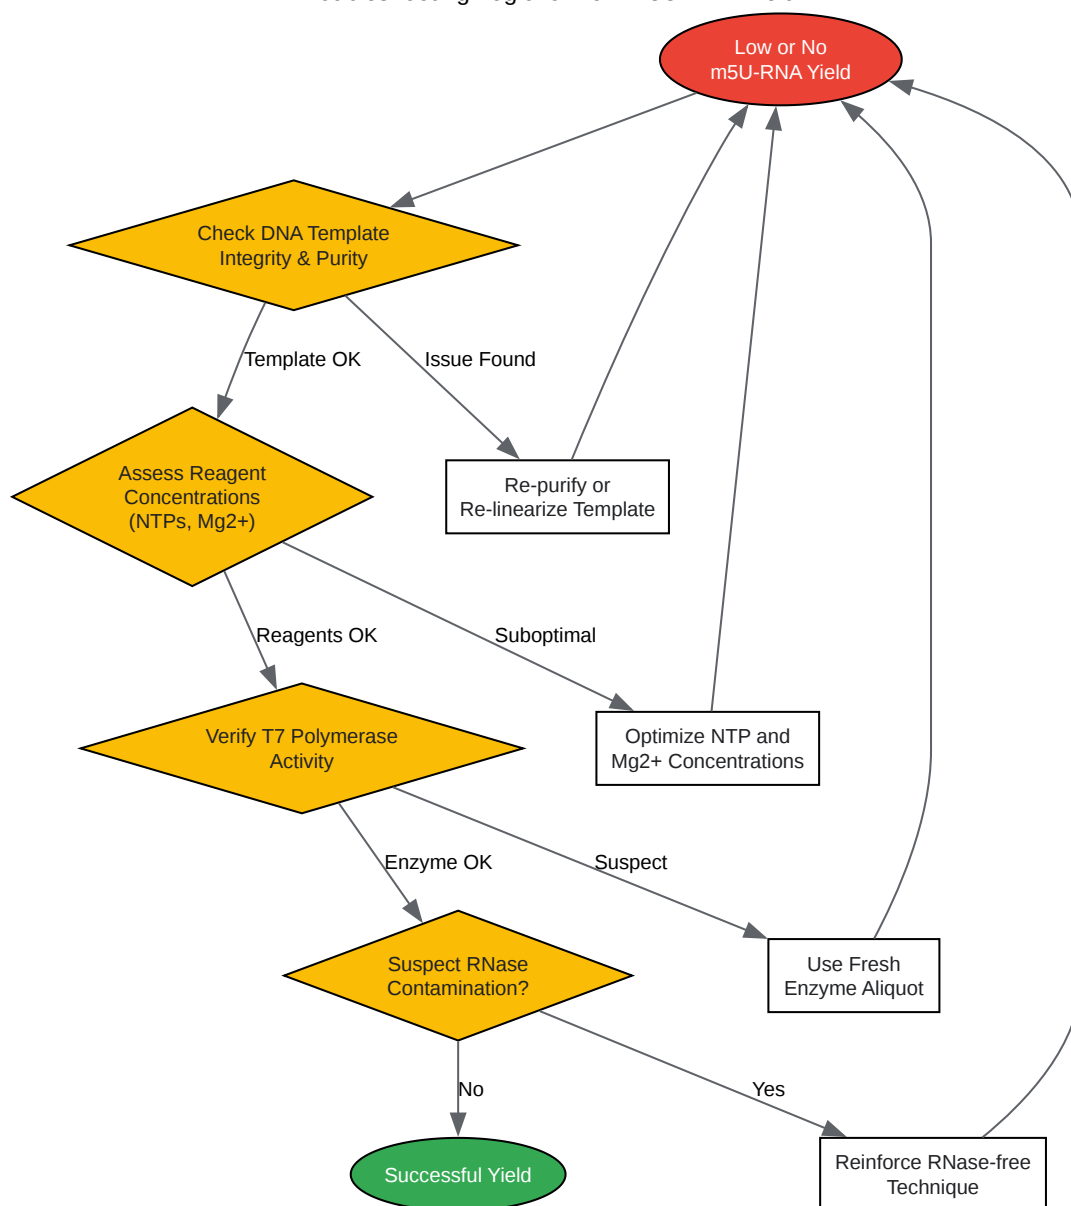 Low or No
m5U-RNA Yield
Check DNA Template
Integrity & Purity
Template OK
Issue Found
Assess Reagent
Concentrations
(NTPs, Mg2+)
Re-purify or
Re-linearize Template
Reagents OK
Suboptimal
Verify T7 Polymerase
Activity
Optimize NTP and
Mg2+ Concentrations
Enzyme OK
Suspect
Suspect RNase
Contamination?
Use Fresh
Enzyme Aliquot
No
Yes
Successful Yield
Reinforce RNase-free
Technique